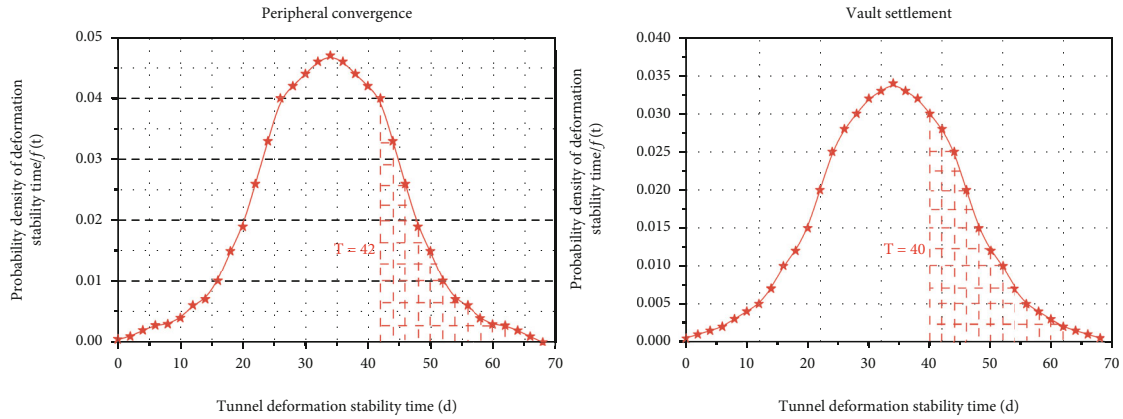 Peripheral convergence
Probability density of deformation
stability time/f (t)
0.05
0.04
0.03
0.02
0.01
0.00
T = 42
0 10 20 30 40 50 60 70
Tunnel deformation stability time (d)
Vault settlement
Probability density of deformation
stability time/f (t)
0.040
0.035
0.030
0.025
0.020
0.015
0.010
0.005
0.000
T = 40
0 10 20 30 40 50 60 70
Tunnel deformation stability time (d)